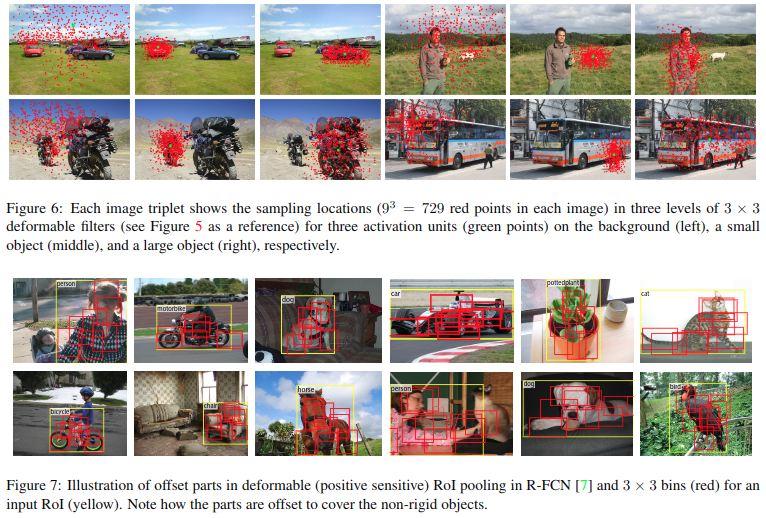 Figure 6: Each image triplet shows the sampling locations (9³ = 729 red points in each image) in three levels of 3 × 3
deformable filters (see Figure 5 as a reference) for three activation units (green points) on the background (left), a small
object (middle), and a large object (right), respectively.
person
motorbike
dog
car
pottedplant
cat
bicycle
chair
horse
person
dog
bird
Figure 7: Illustration of offset parts in deformable (positive sensitive) RoI pooling in R-FCN [7] and 3 × 3 bins (red) for an
input RoI (yellow). Note how the parts are offset to cover the non-rigid objects.